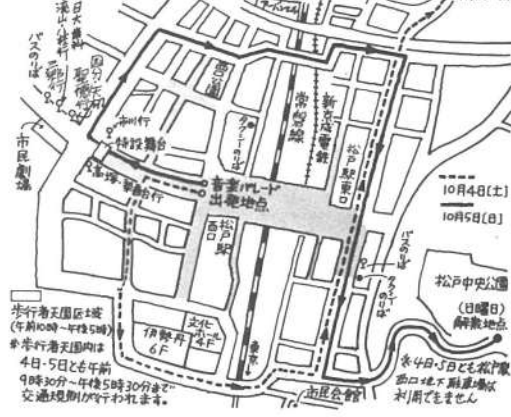 西口公園
タクシーのりば
常磐線
新京成電鉄
松戸駅東口
バスのりば
市川行
特設舞台
市民劇場
音楽パレード
出発地点
10月4日(土)
10月5日(日)
松戸駅
西口
バスのりば
タクシーのりば
松戸中央公園
(日曜日)
解散地点
歩行者天国区域
(午前10時〜午後5時)
※歩行者天国内は
4日・5日とも午前
9時30分〜午後5時30分まで
交通規制が行われます。
伊勢丹
6F
文化
ホール
4F
東京
市民会館
※4日・5日とも松戸駅
西口地下駐車場は
利用できません